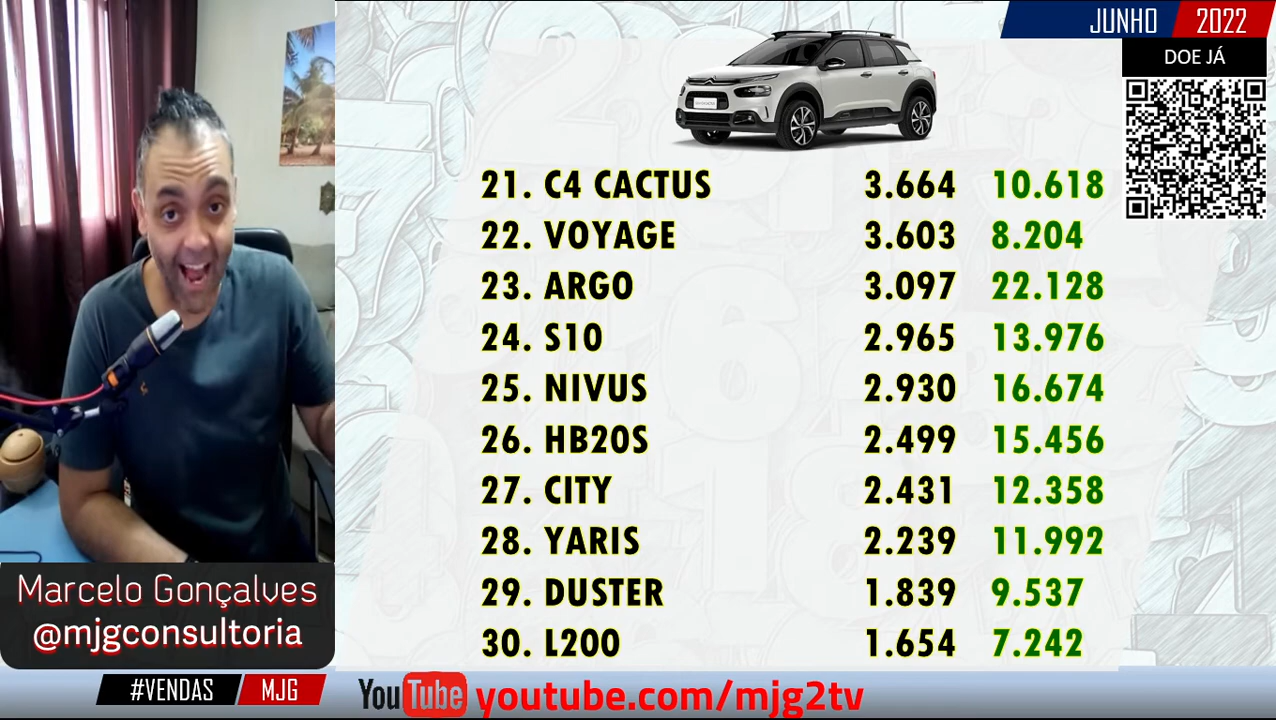 JUNHO 2022
DOE JÁ
21. C4 CACTUS 3.664 10.618
22. VOYAGE 3.603 8.204
23. ARGO 3.097 22.128
24. S10 2.965 13.976
25. NIVUS 2.930 16.674
26. HB20S 2.499 15.456
27. CITY 2.431 12.358
28. YARIS 2.239 11.992
29. DUSTER 1.839 9.537
30. L200 1.654 7.242
Marcelo Gonçalves
@mjgconsultoria
#VENDAS MJG YouTube youtube.com/mjg2tv